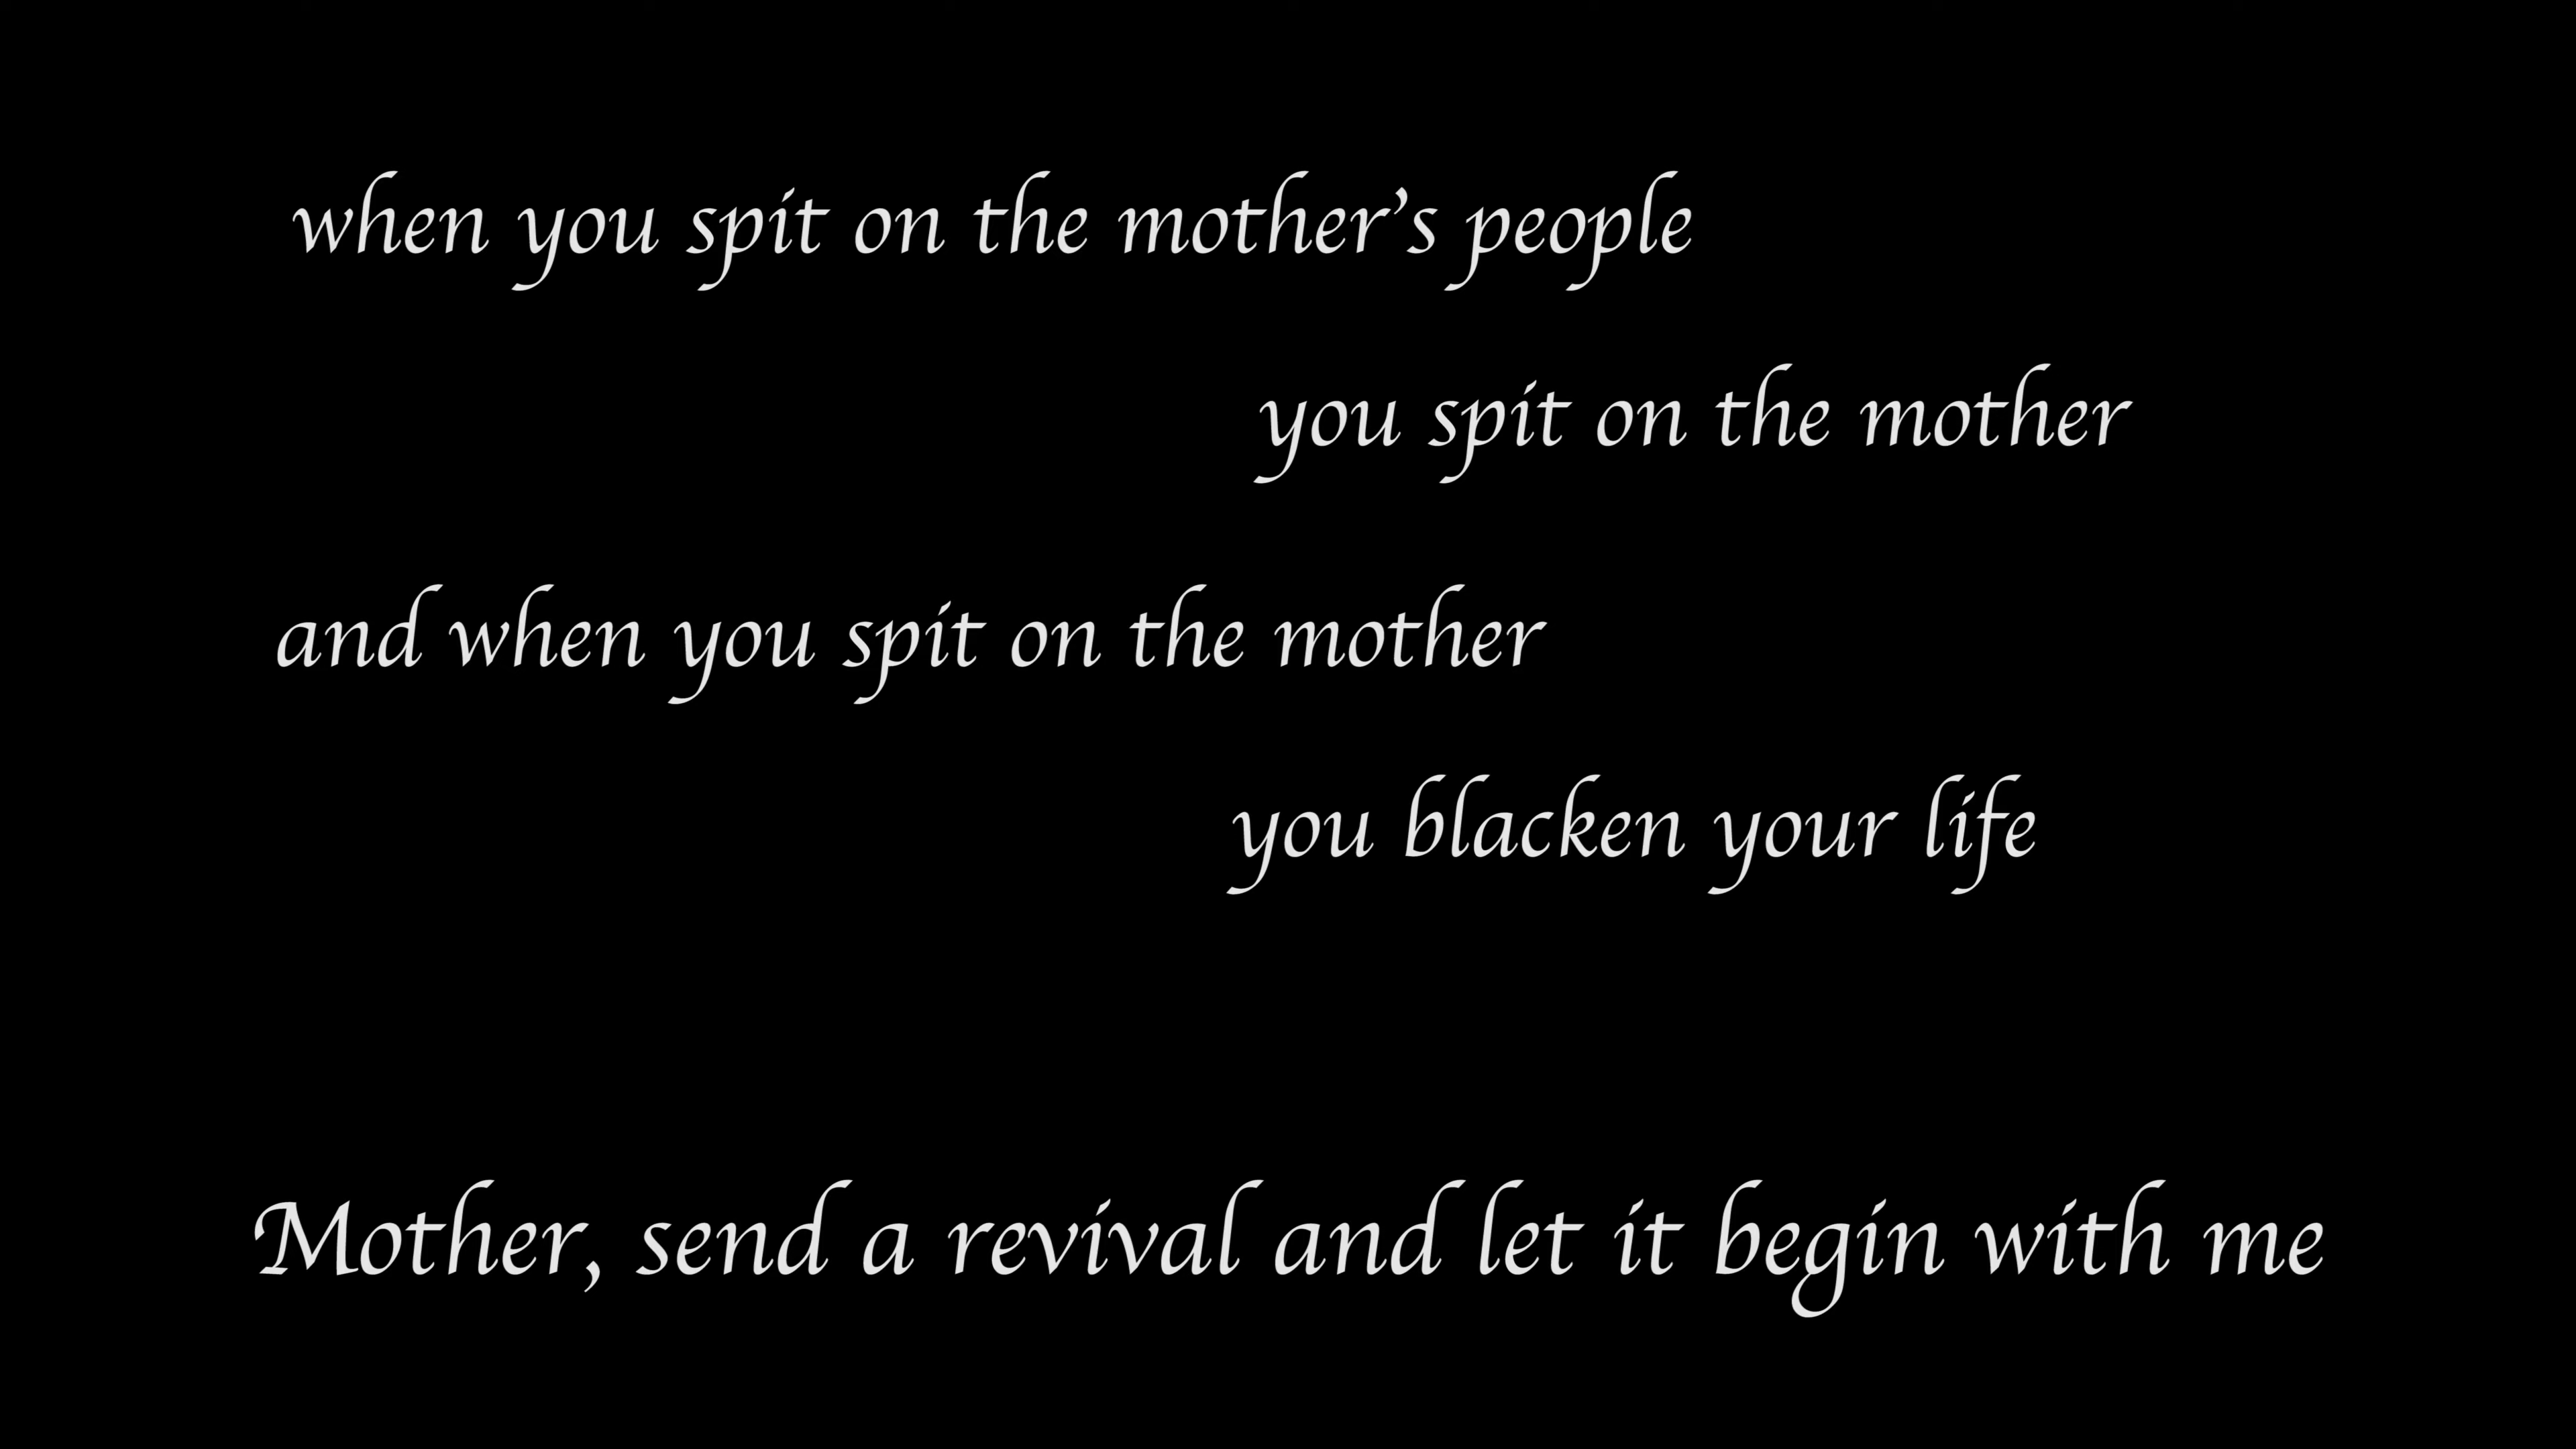 when you spit on the mother’s people
you spit on the mother
and when you spit on the mother
you blacken your life
Mother, send a revival and let it begin with me